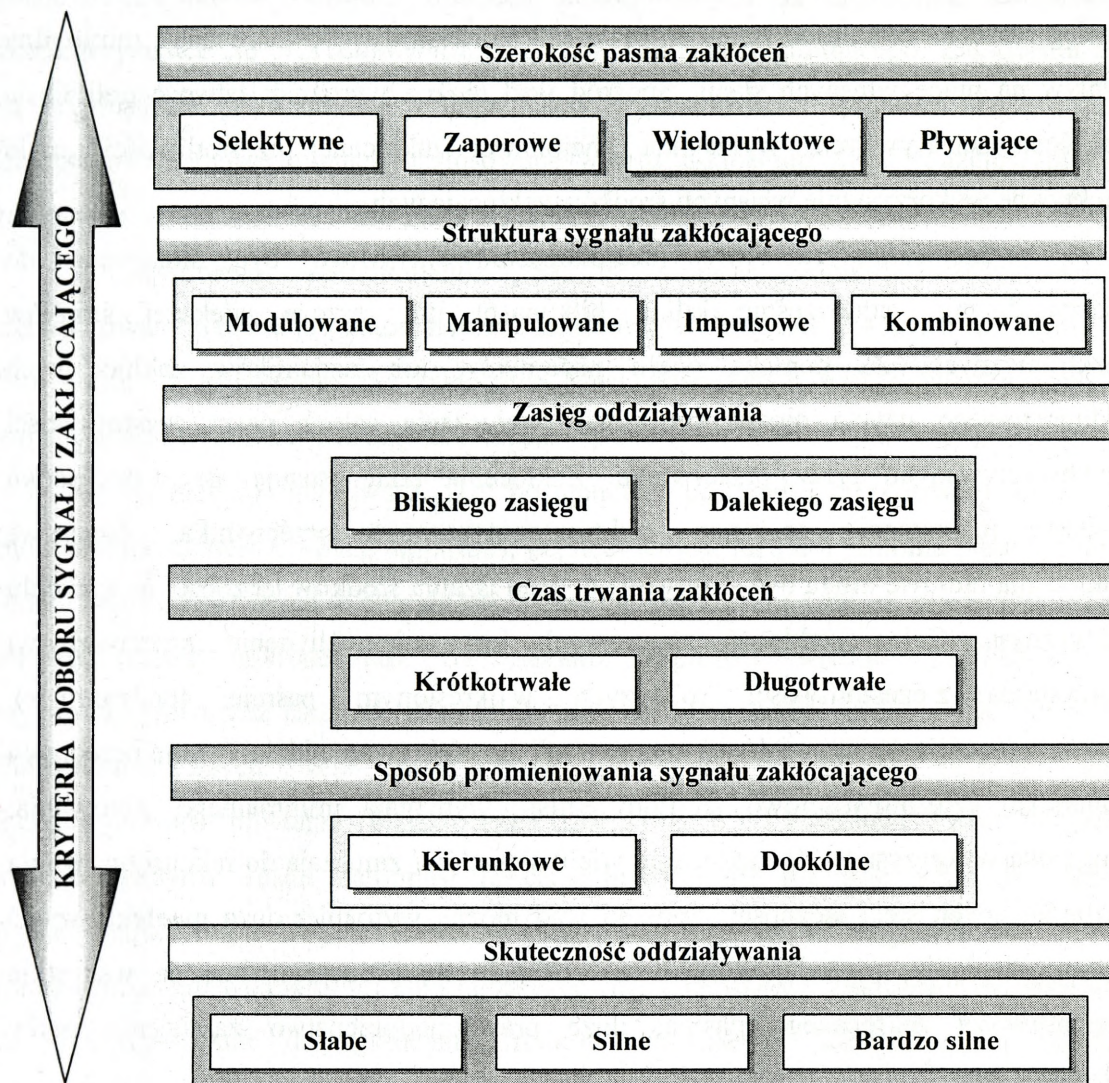 KRYTERIA DOBORU SYGNAŁU ZAKŁÓCAJĄCEGO
Szerokość pasma zakłóceń
Selektywne Zaporowe Wielopunktowe Pływające
Struktura sygnału zakłócającego
Modulowane Manipulowane Impulsowe Kombinowane
Zasięg oddziaływania
Bliskiego zasięgu Dalekiego zasięgu
Czas trwania zakłóceń
Krótkotrwałe Długotrwałe
Sposób promieniowania sygnału zakłócającego
Kierunkowe Dookólne
Skuteczność oddziaływania
Słabe Silne Bardzo silne